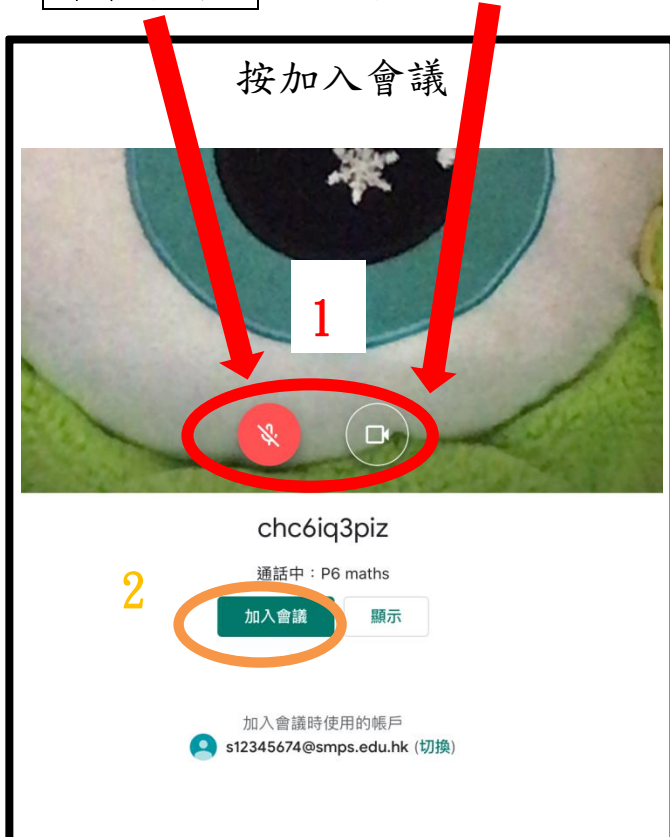 按加入會議
1
chc6iq3piz
通話中：P6 maths
2
加入會議
顯示
加入會議時使用的帳戶
s12345674@smps.edu.hk (切換)